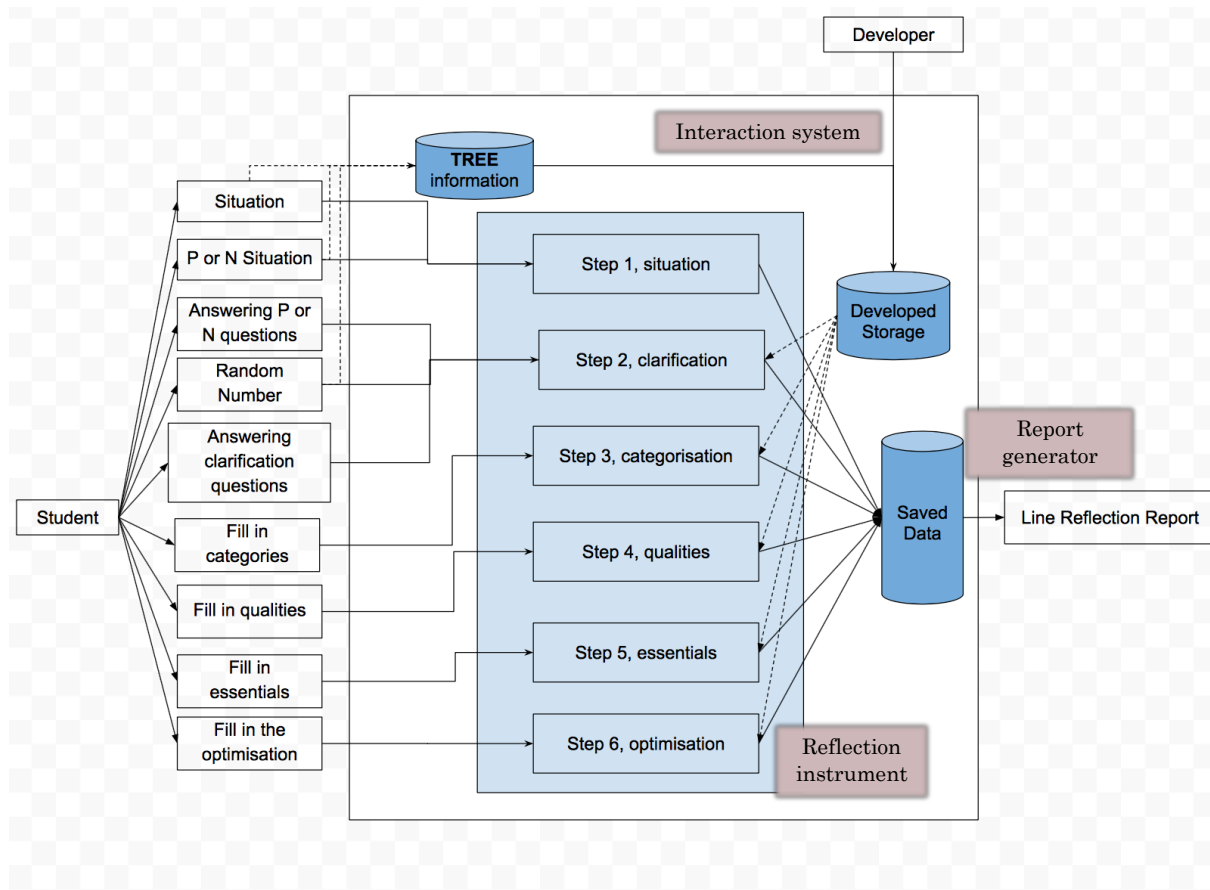 Developer
Interaction system
TREE
information
Situation
P or N Situation
Answering P or
N questions
Random
Number
Answering
clarification
questions
Student
Fill in
categories
Fill in qualities
Fill in
essentials
Fill in the
optimisation
Step 1, situation
Step 2, clarification
Step 3, categorisation
Step 4, qualities
Step 5, essentials
Step 6, optimisation
Developed
Storage
Report
generator
Saved
Data
Line Reflection Report
Reflection
instrument